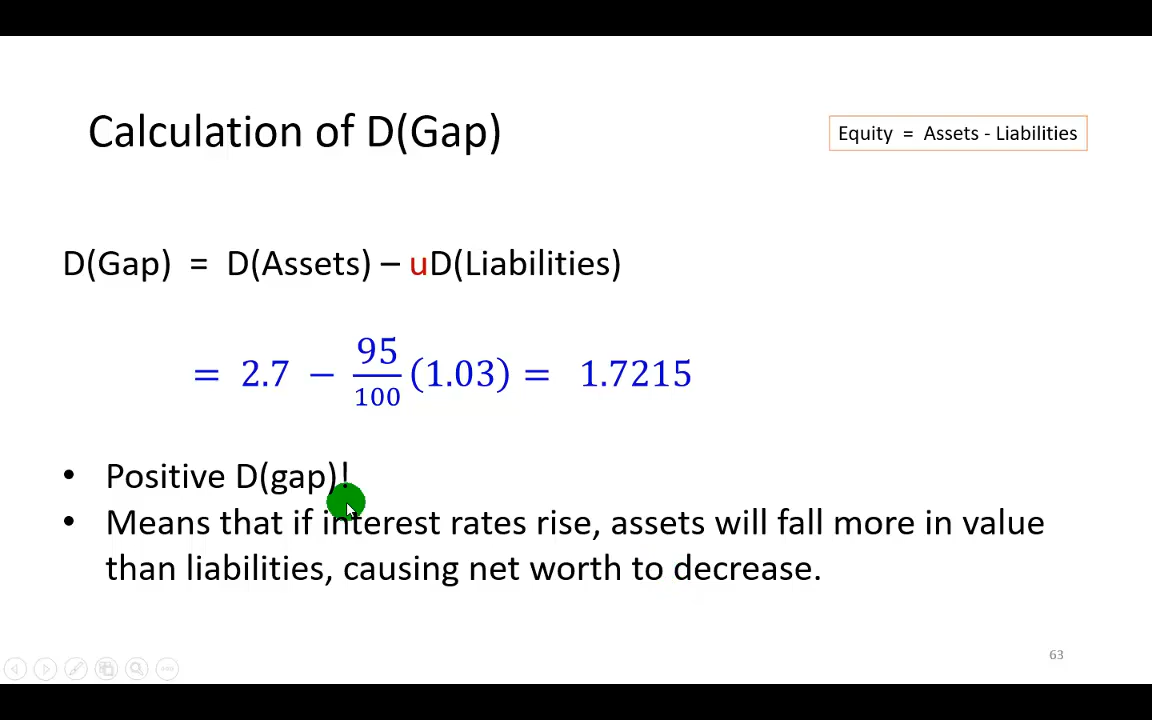 Calculation of D(Gap)
Equity = Assets - Liabilities
D(Gap) = D(Assets) – uD(Liabilities)
= 2.7 − 95/100 (1.03) = 1.7215
• Positive D(gap)!
• Means that if interest rates rise, assets will fall more in value
than liabilities, causing net worth to decrease.
63